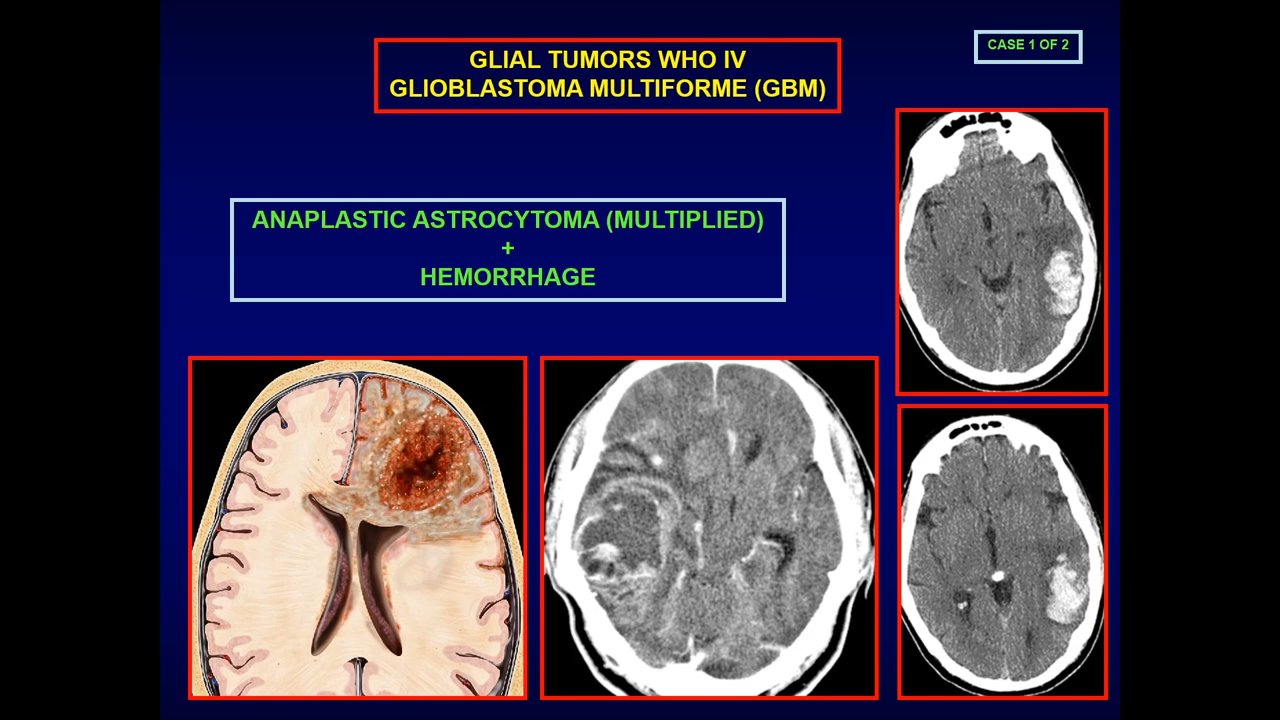 GLIAL TUMORS WHO IV
GLIOBLASTOMA MULTIFORME (GBM)
CASE 1 OF 2
ANAPLASTIC ASTROCYTOMA (MULTIPLIED)
+
HEMORRHAGE